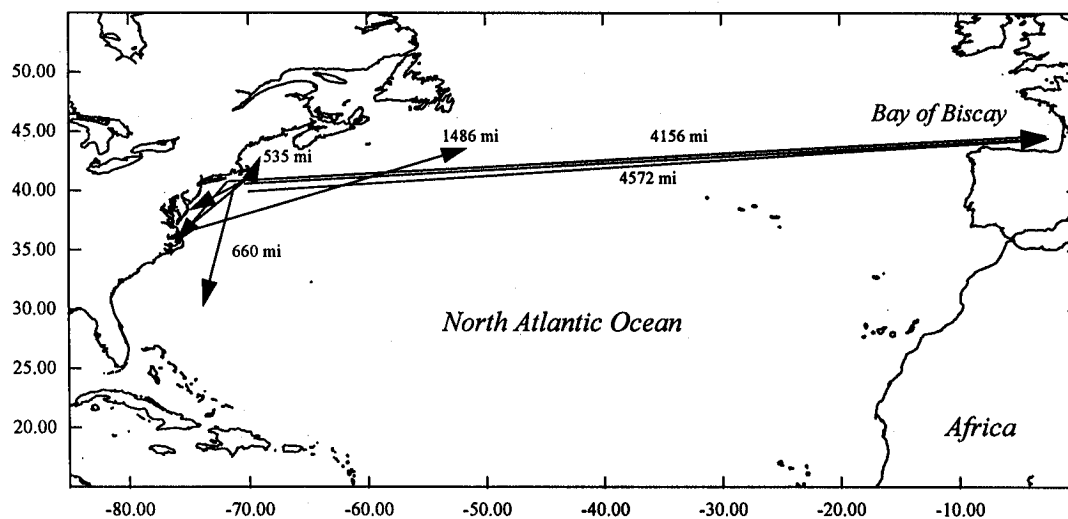 50.00
45.00
40.00
35.00
30.00
25.00
20.00
Bay of Biscay
1486 mi
4156 mi
535 mi
4572 mi
660 mi
North Atlantic Ocean
Africa
-80.00 -70.00 -60.00 -50.00 -40.00 -30.00 -20.00 -10.00